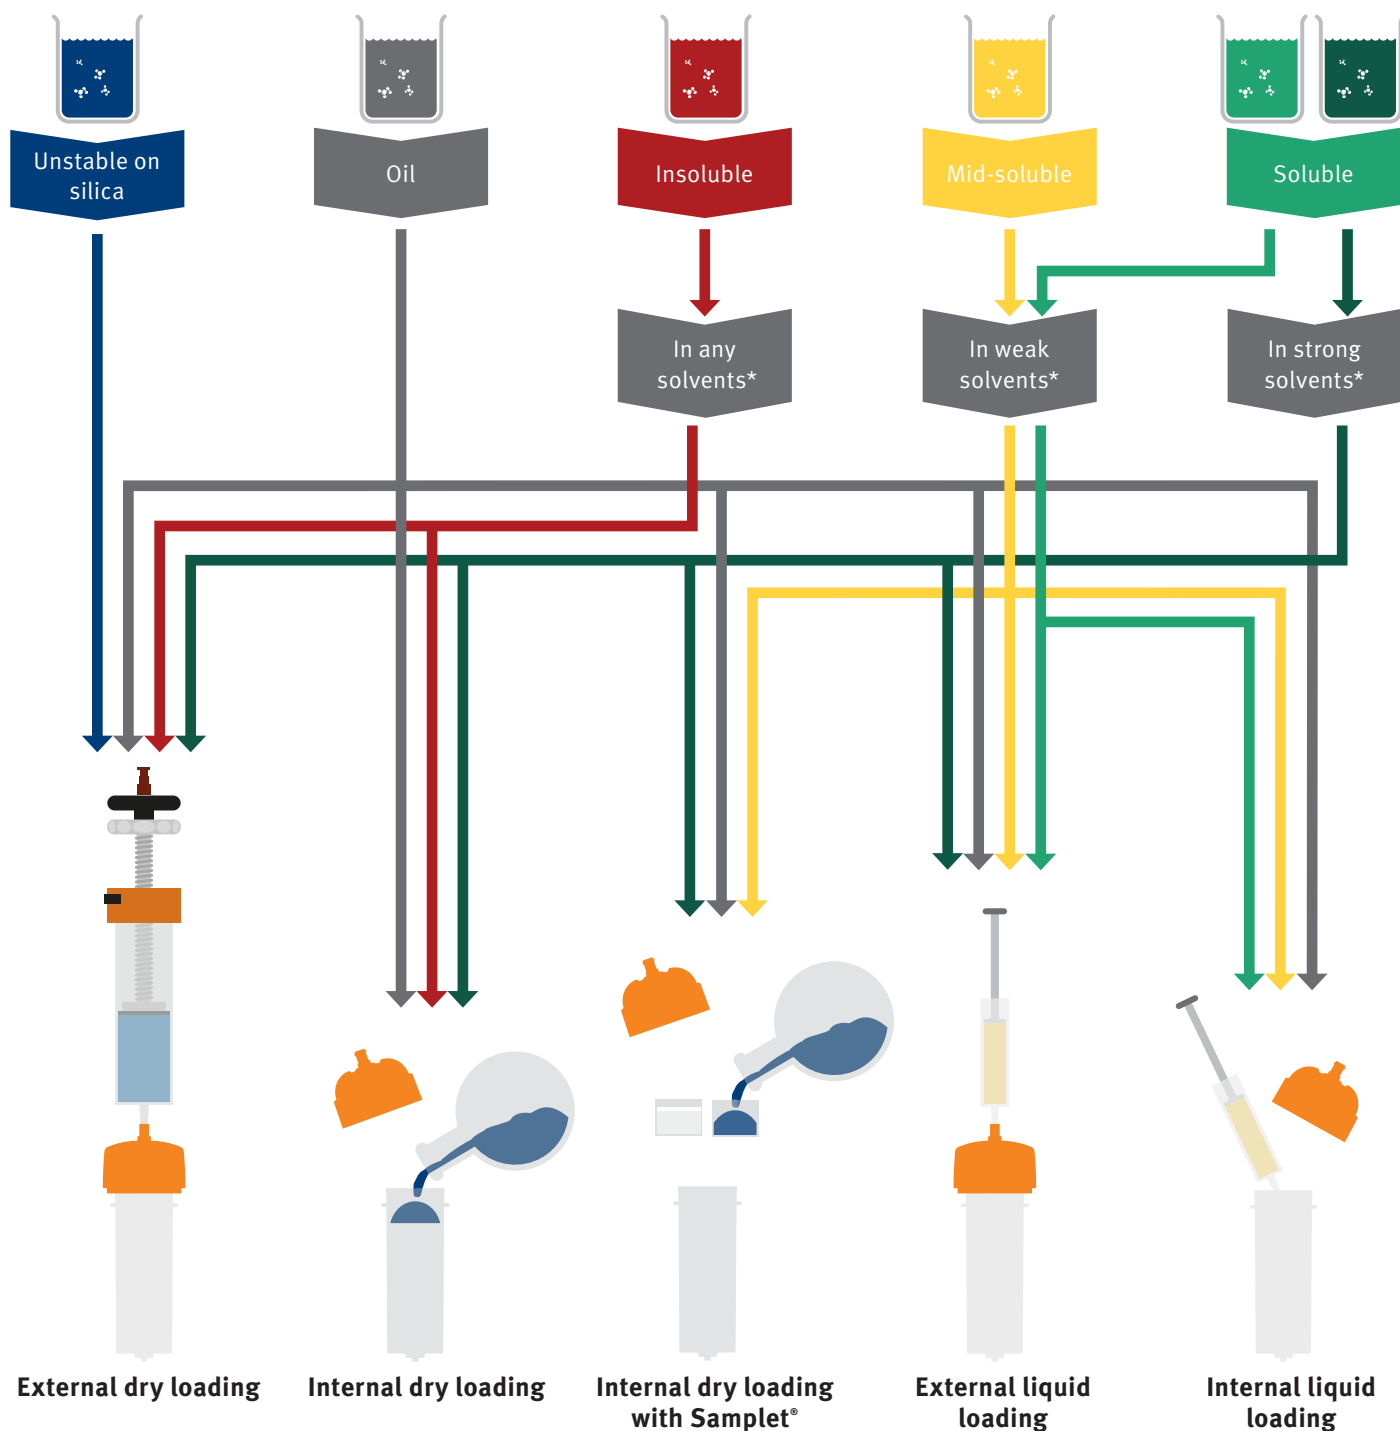 Unstable on
silica
Oil
Insoluble
Mid-soluble
Soluble
In any
solvents*
In weak
solvents*
In strong
solvents*
External dry loading
Internal dry loading
Internal dry loading
with Samplet®
External liquid
loading
Internal liquid
loading